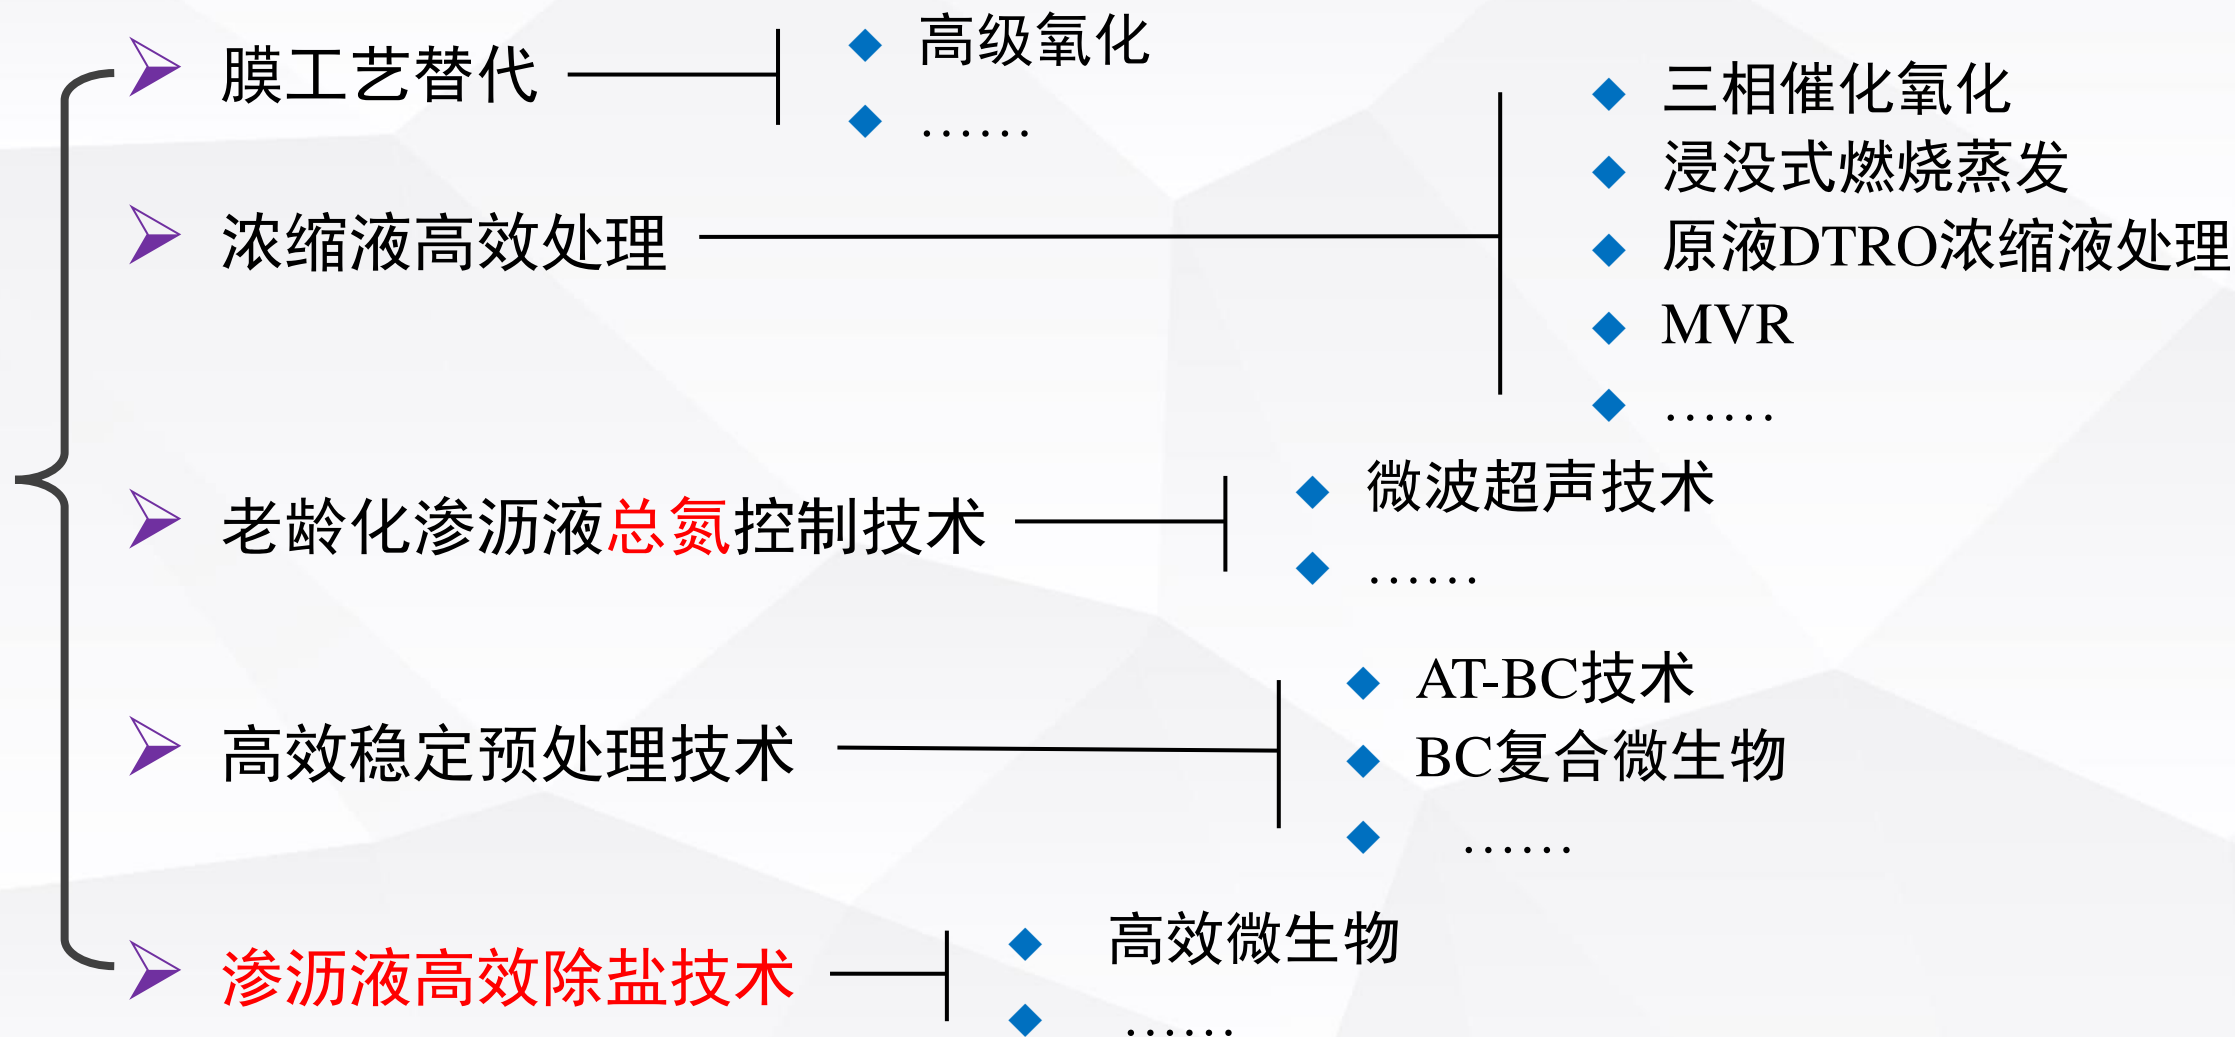 膜工艺替代
高级氧化
……
浓缩液高效处理
三相催化氧化
浸没式燃烧蒸发
原液DTRO浓缩液处理
MVR
……
老龄化渗沥液总氮控制技术
微波超声技术
……
高效稳定预处理技术
AT-BC技术
BC复合微生物
……
渗沥液高效除盐技术
高效微生物
……